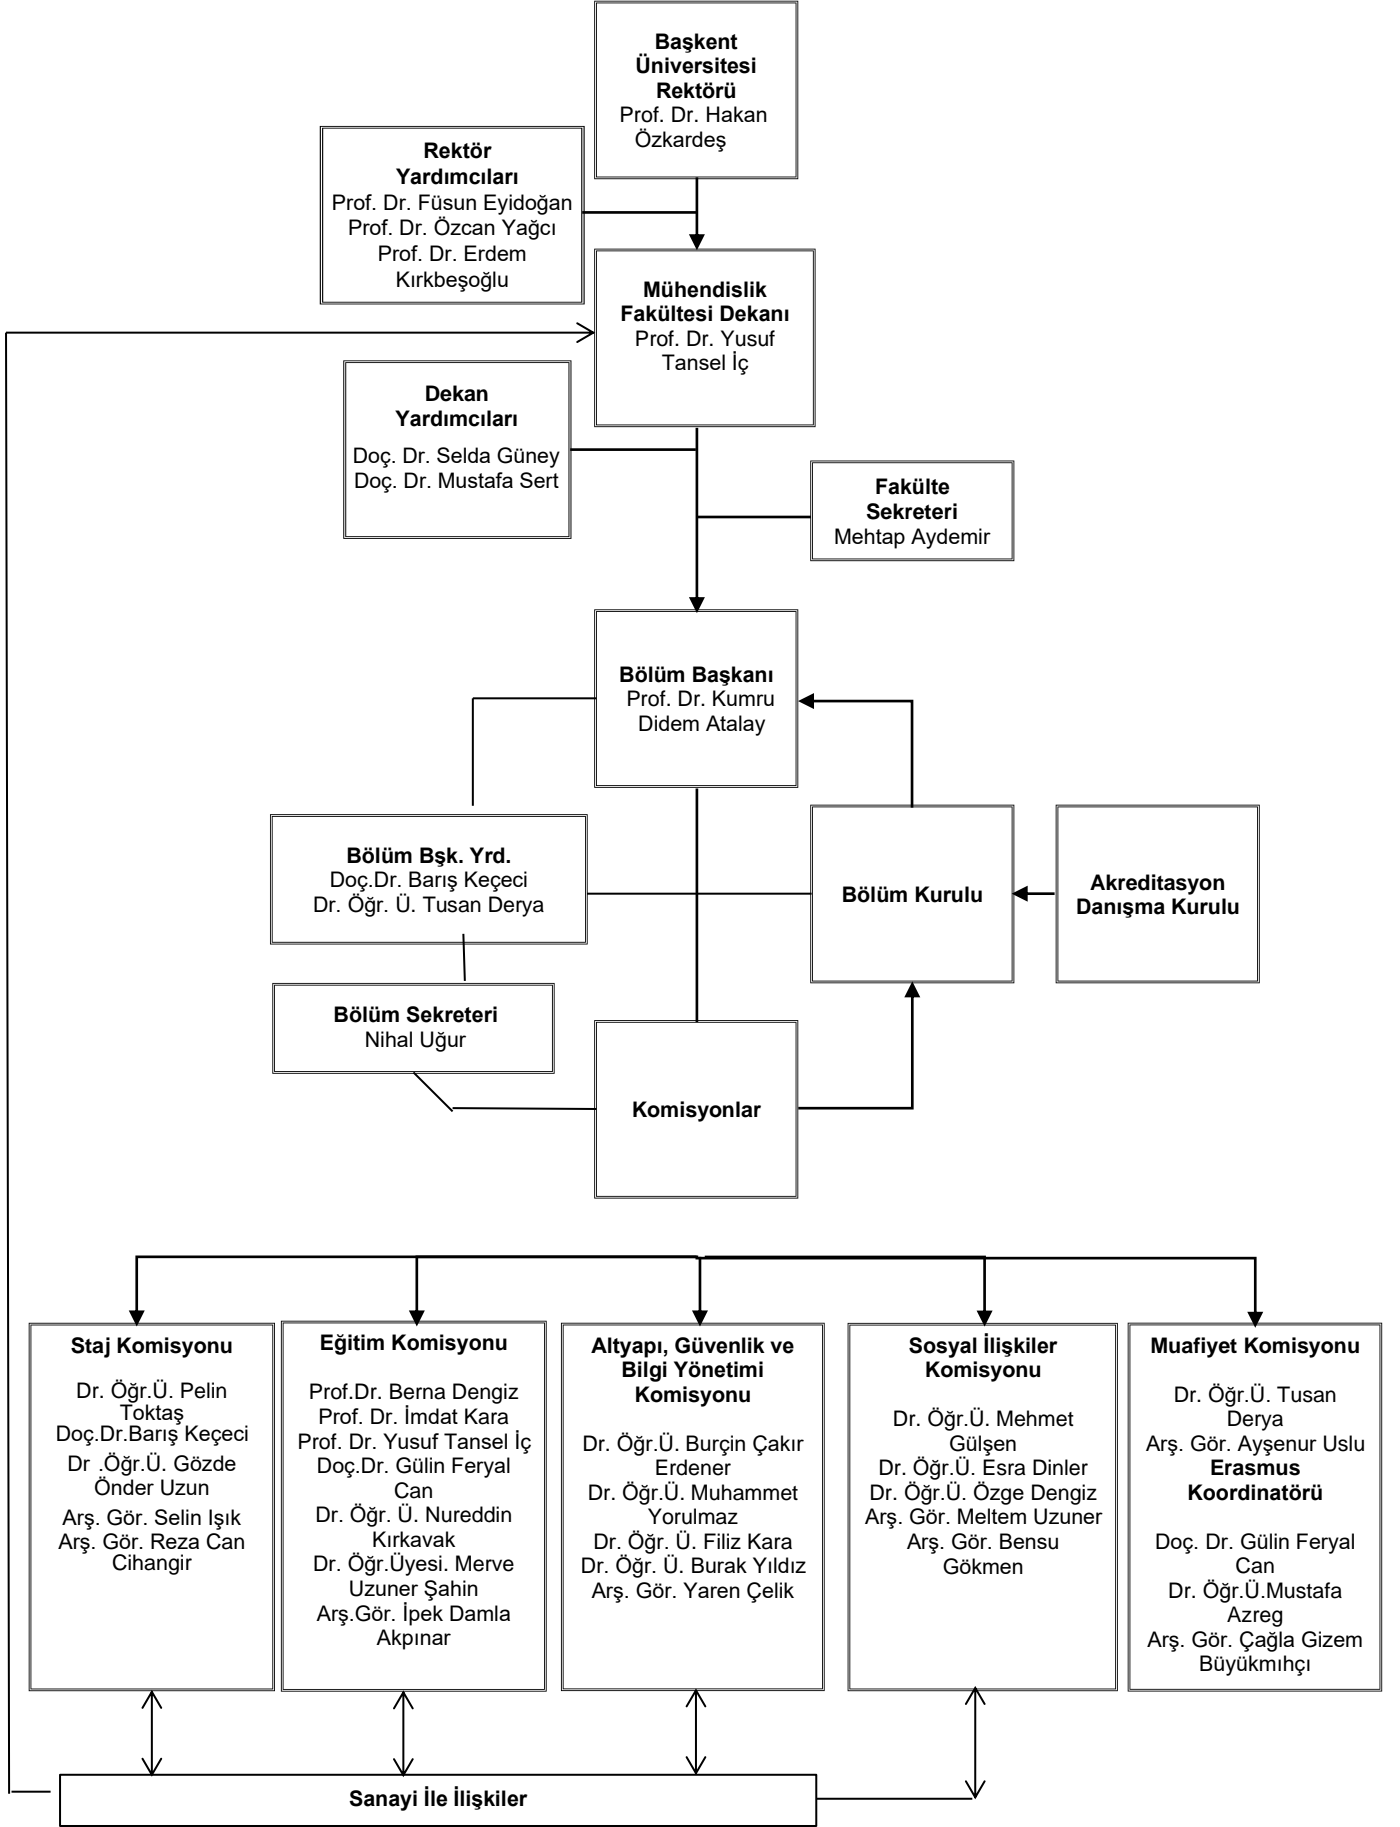 Başkent
Üniversitesi
Rektörü
Prof. Dr. Hakan
Özkardeş
Rektör
Yardımcıları
Prof. Dr. Füsun Eyidoğan
Prof. Dr. Özcan Yağcı
Prof. Dr. Erdem
Kırkbeşoğlu
Mühendislik
Fakültesi Dekanı
Prof. Dr. Yusuf
Tansel İç
Dekan
Yardımcıları
Doç. Dr. Selda Güney
Doç. Dr. Mustafa Sert
Fakülte
Sekreteri
Mehtap Aydemir
Bölüm Başkanı
Prof. Dr. Kumru
Didem Atalay
Bölüm Bşk. Yrd.
Doç.Dr. Barış Keçeci
Dr. Öğr. Ü. Tusan Derya
Bölüm Kurulu
Akreditasyon
Danışma Kurulu
Bölüm Sekreteri
Nihal Uğur
Komisyonlar
Staj Komisyonu
Dr. Öğr.Ü. Pelin
Toktaş
Doç.Dr.Barış Keçeci
Dr .Öğr.Ü. Gözde
Önder Uzun
Arş. Gör. Selin Işık
Arş. Gör. Reza Can
Cihangir
Eğitim Komisyonu
Prof.Dr. Berna Dengiz
Prof. Dr. İmdat Kara
Prof. Dr. Yusuf Tansel İç
Doç.Dr. Gülin Feryal
Can
Dr. Öğr. Ü. Nureddin
Kırkavak
Dr. Öğr.Üyesi. Merve
Uzuner Şahin
Arş.Gör. İpek Damla
Akpınar
Altyapı, Güvenlik ve
Bilgi Yönetimi
Komisyonu
Dr. Öğr.Ü. Burçin Çakır
Erdener
Dr. Öğr.Ü. Muhammet
Yorulmaz
Dr. Öğr. Ü. Filiz Kara
Dr. Öğr. Ü. Burak Yıldız
Arş. Gör. Yaren Çelik
Sosyal İlişkiler
Komisyonu
Dr. Öğr.Ü. Mehmet
Gülşen
Dr. Öğr.Ü. Esra Dinler
Dr. Öğr.Ü. Özge Dengiz
Arş. Gör. Meltem Uzuner
Arş. Gör. Bensu
Gökmen
Muafiyet Komisyonu
Dr. Öğr.Ü. Tusan
Derya
Arş. Gör. Ayşenur Uslu
Erasmus
Koordinatörü
Doç. Dr. Gülin Feryal
Can
Dr. Öğr.Ü.Mustafa
Azreg
Arş. Gör. Çağla Gizem
Büyükmıhçı
Sanayi İle İlişkiler